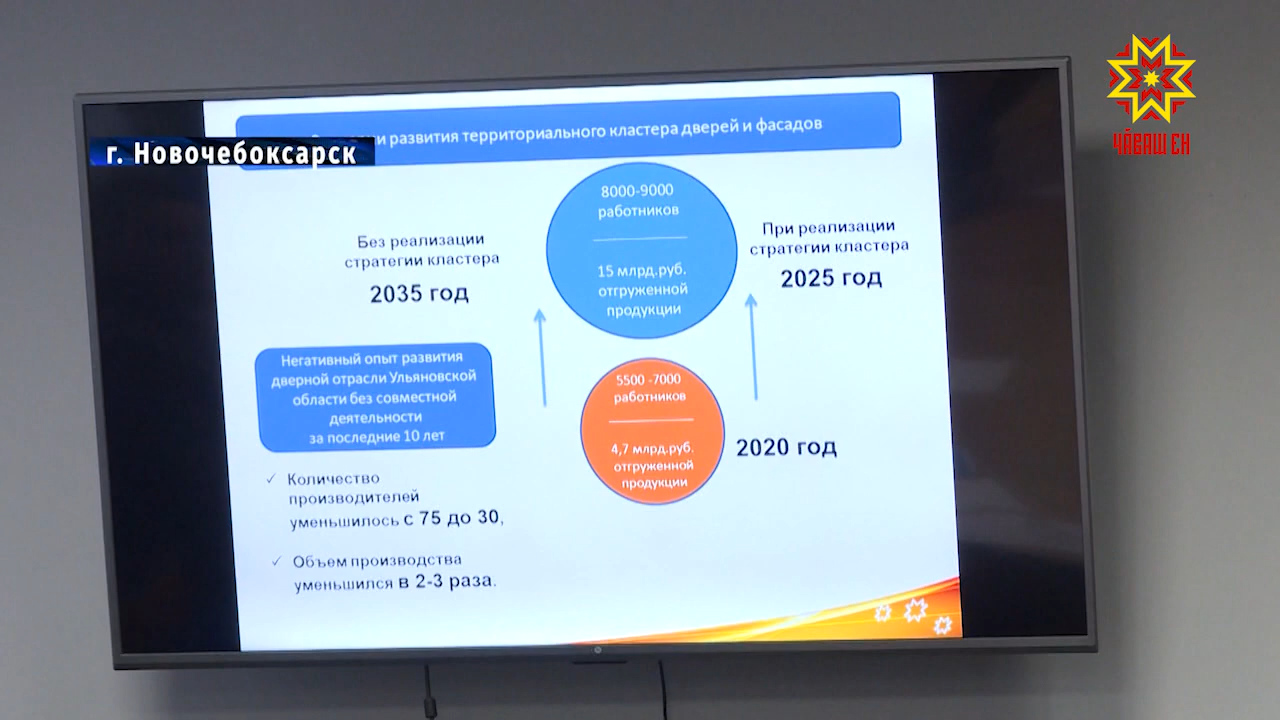 ЧӐВАШ ЕН
г. Новочебоксарск
развития территориального кластера дверей и фасадов
8000-9000
работников
15 млрд.руб.
отгруженной
продукции
Без реализации
стратегии кластера
2035 год
При реализации
стратегии кластера
2025 год
Негативный опыт развития
дверной отрасли Ульяновской
области без совместной
деятельности
за последние 10 лет
5500 -7000
работников
4,7 млрд.руб.
отгруженной
продукции
2020 год
✓ Количество
производителей
уменьшилось с 75 до 30,
✓ Объем производства
уменьшился в 2-3 раза.